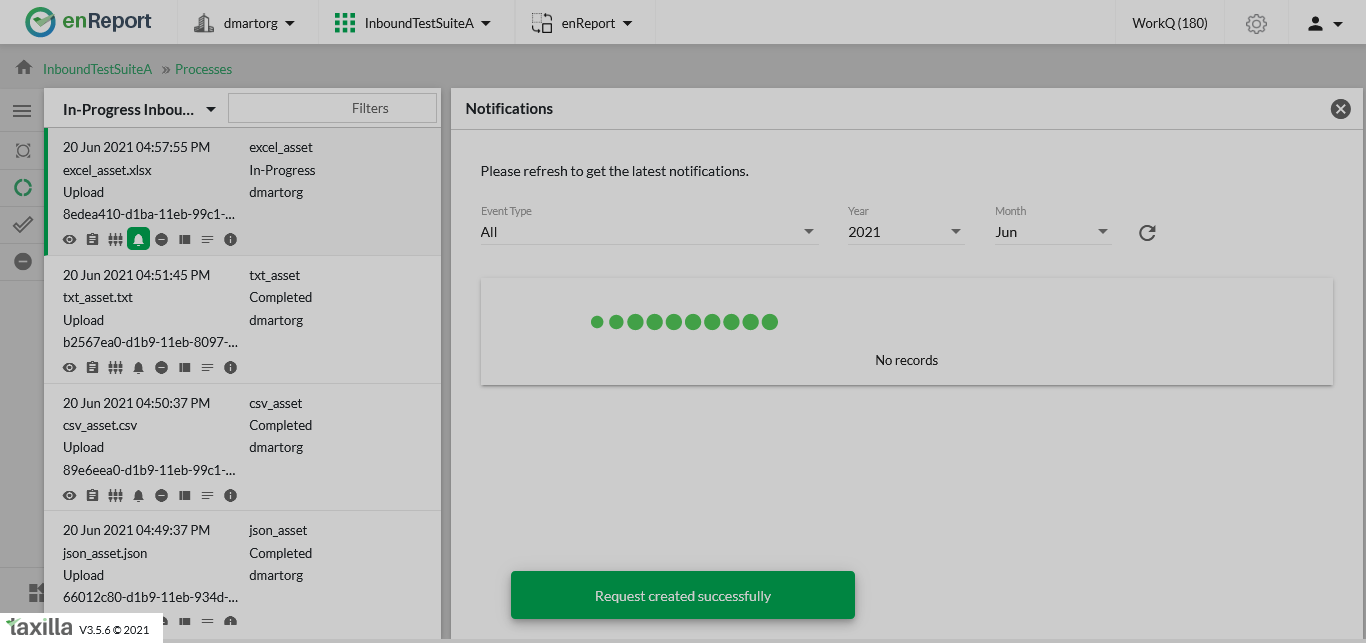 enReport
dmartorg
InboundTestSuiteA
enReport
WorkQ (180)
InboundTestSuiteA » Processes
In-Progress Inbou...
Filters
20 Jun 2021 04:57:55 PM excel_asset
excel_asset.xlsx In-Progress
Upload dmartorg
8edea410-d1ba-11eb-99c1-...
20 Jun 2021 04:51:45 PM txt_asset
txt_asset.txt Completed
Upload dmartorg
b2567ea0-d1b9-11eb-8097-...
20 Jun 2021 04:50:37 PM csv_asset
csv_asset.csv Completed
Upload dmartorg
89e6eea0-d1b9-11eb-99c1-...
20 Jun 2021 04:49:37 PM json_asset
json_asset.json Completed
Upload dmartorg
66012c80-d1b9-11eb-934d-...
Notifications
Please refresh to get the latest notifications.
Event Type Year Month
All 2021 Jun
No records
Request created successfully
taxilla V3.5.6 © 2021